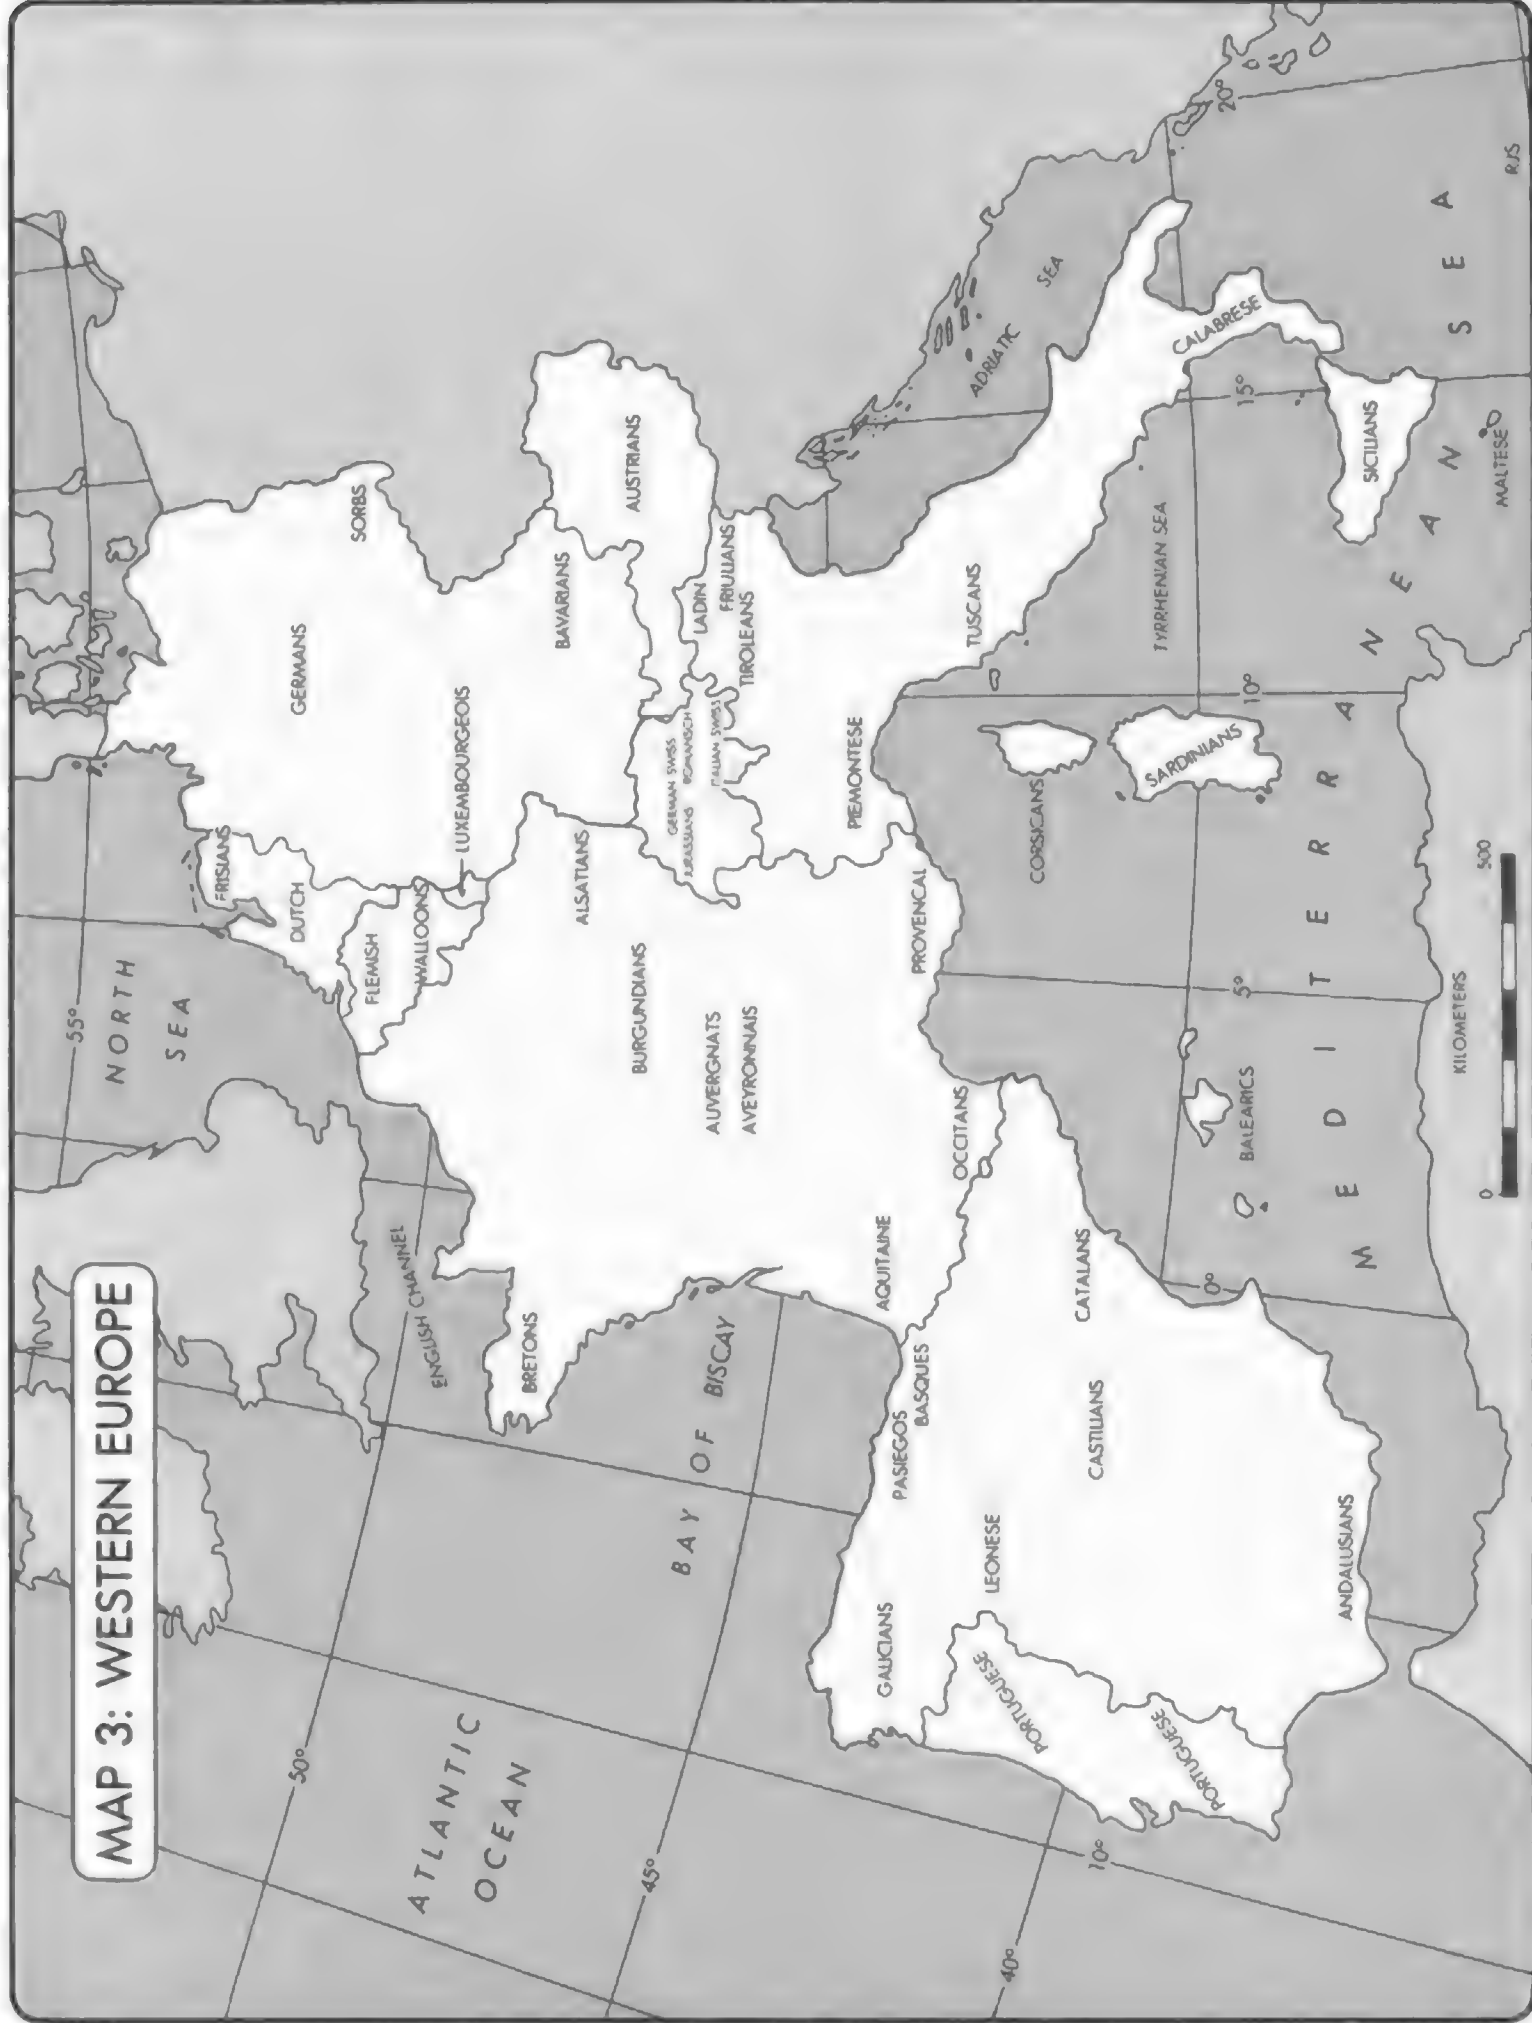 MAP 3: WESTERN EUROPE
55°
NORTH
SEA
50°
ATLANTIC
OCEAN
ENGLISH CHANNEL
45°
BAY OF BISCAY
40°
10°
FRISIANS
DUTCH
FLEMISH
WALLOONS
LUXEMBOURGEOIS
GERMANS
SORBS
BAVARIANS
AUSTRIANS
ALSATIANS
BRETONS
BURGUNDIANS
AUVERGNATS
AVEYRONNAIS
GERMAN SWISS
JURASSIANS
ROMANSCH
ITALIAN SWISS
LADIN
FRIULIANS
TIROLEANS
PIEMONTESE
PROVENCAL
OCCITANS
AQUITAINE
BASQUES
PASIEGOS
GALICIANS
LEONESE
PORTUGUESE
PORTUGUESE
CASTILIANS
CATALANS
ANDALUSIANS
BALEARICS
CORSICANS
SARDINIANS
TUSCANS
CALABRESE
SICILIANS
MALTESE
ADRIATIC
SEA
TYRRHENIAN SEA
MEDITERRANEAN SEA
0°
5°
10°
15°
20°
0
500
KILOMETERS
RJS